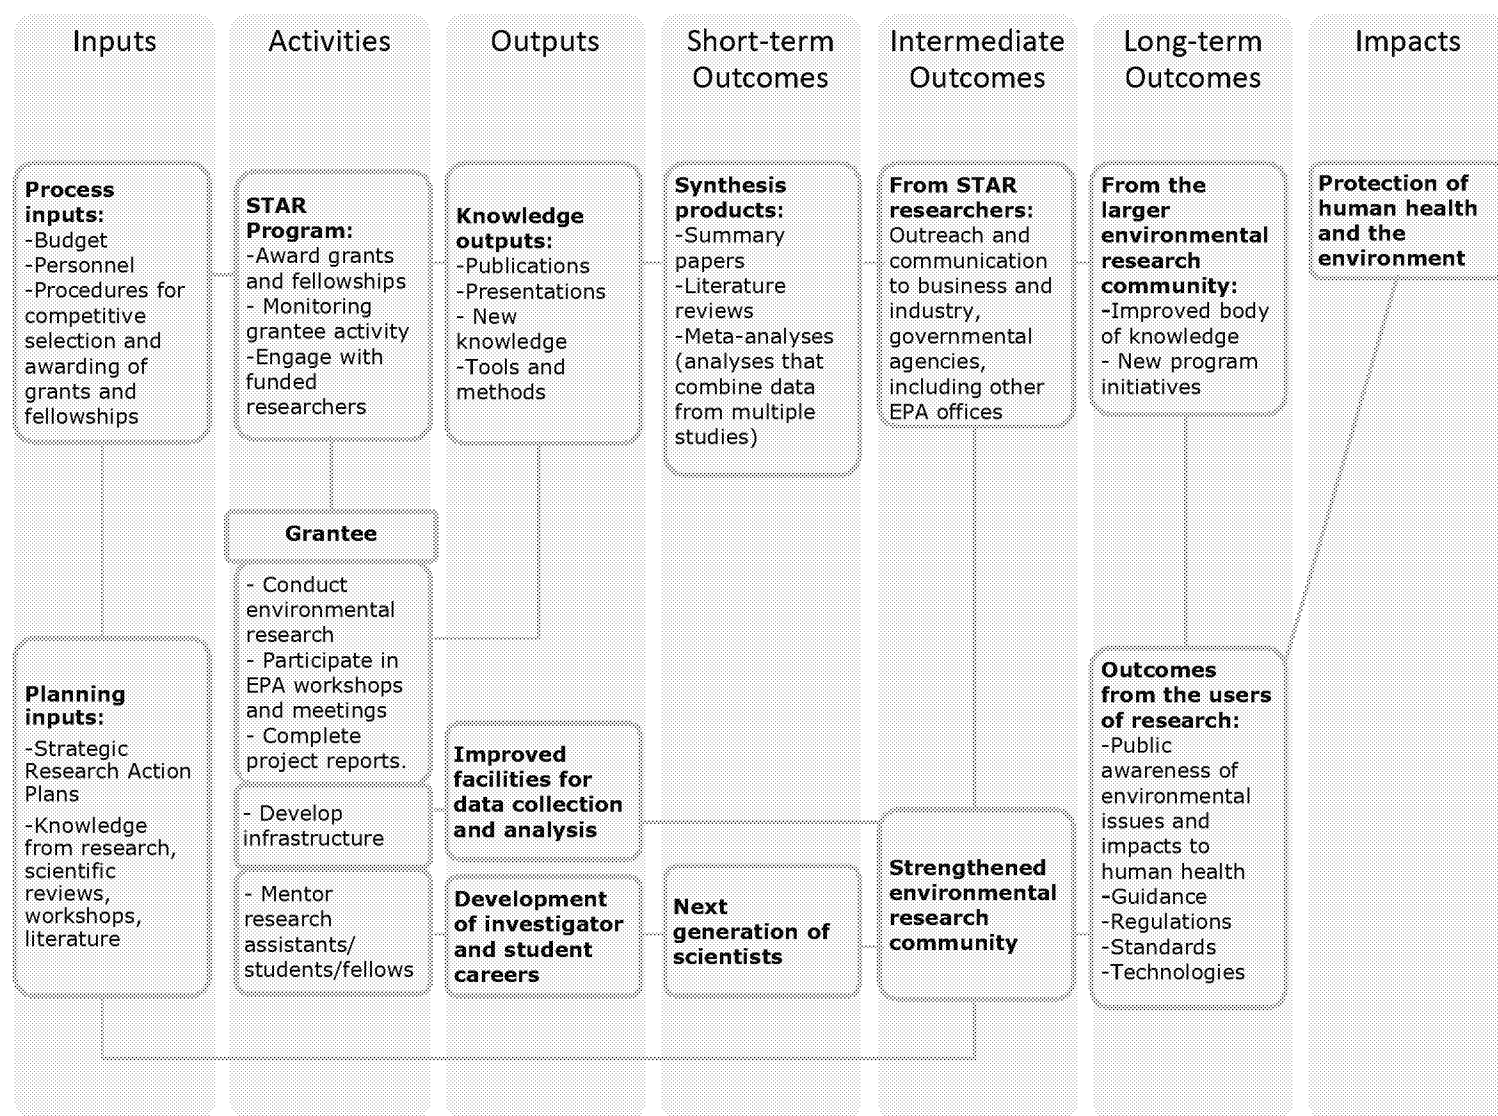 Inputs
Activities
Outputs
Short-term
Outcomes
Intermediate
Outcomes
Long-term
Outcomes
Impacts
Process
inputs:
-Budget
-Personnel
-Procedures for
competitive
selection and
awarding of
grants and
fellowships
Planning
inputs:
-Strategic
Research Action
Plans
-Knowledge
from research,
scientific
reviews,
workshops,
literature
STAR
Program:
-Award grants
and fellowships
- Monitoring
grantee activity
-Engage with
funded
researchers
Grantee
- Conduct
environmental
research
- Participate in
EPA workshops
and meetings
- Complete
project reports.
- Develop
infrastructure
- Mentor
research
assistants/
students/fellows
Knowledge
outputs:
-Publications
-Presentations
- New
knowledge
-Tools and
methods
Improved
facilities for
data collection
and analysis
Development
of investigator
and student
careers
Synthesis
products:
-Summary
papers
-Literature
reviews
-Meta-analyses
(analyses that
combine data
from multiple
studies)
Next
generation of
scientists
From STAR
researchers:
Outreach and
communication
to business and
industry,
governmental
agencies,
including other
EPA offices
Strengthened
environmental
research
community
From the
larger
environmental
research
community:
-Improved body
of knowledge
- New program
initiatives
Outcomes
from the users
of research:
-Public
awareness of
environmental
issues and
impacts to
human health
-Guidance
-Regulations
-Standards
-Technologies
Protection of
human health
and the
environment